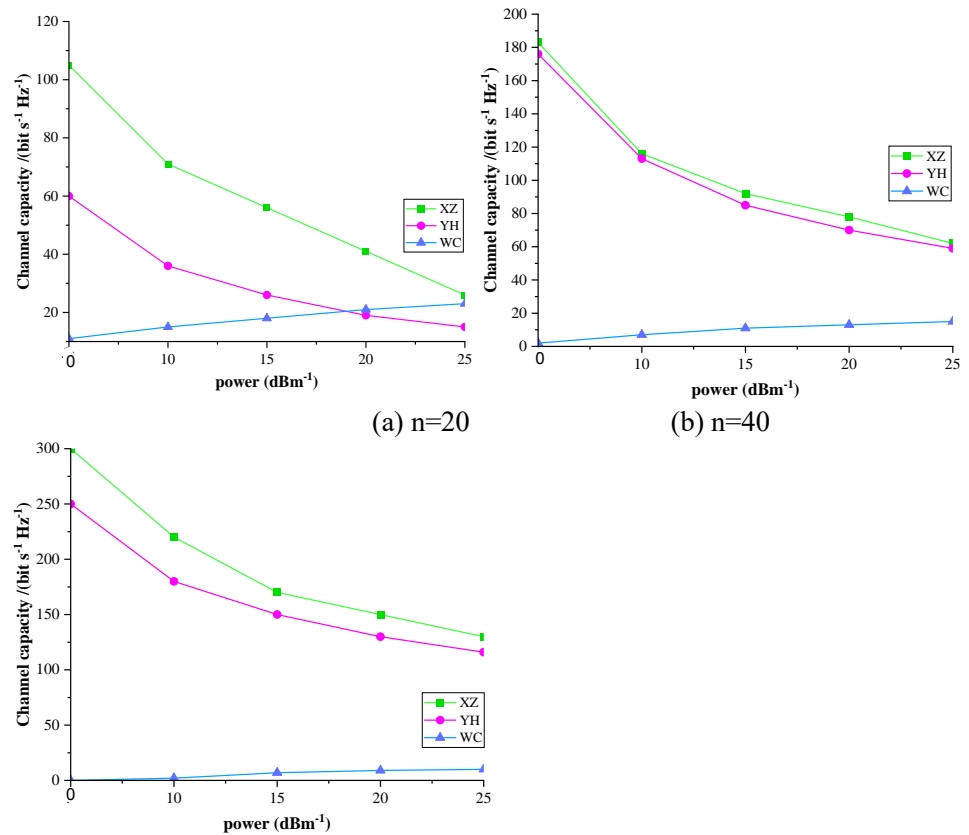 120
100
80
60
40
20
0
10
15
20
25
Channel capacity /(bit s⁻¹ Hz⁻¹)
power (dBm⁻¹)
XZ
YH
WC
(a) n=20
200
180
160
140
120
100
80
60
40
20
0
0
10
15
20
25
Channel capacity /(bit s⁻¹ Hz⁻¹)
power (dBm⁻¹)
XZ
YH
WC
(b) n=40
300
250
200
150
100
50
0
0
10
15
20
25
Channel capacity /(bit s⁻¹ Hz⁻¹)
power (dBm⁻¹)
XZ
YH
WC